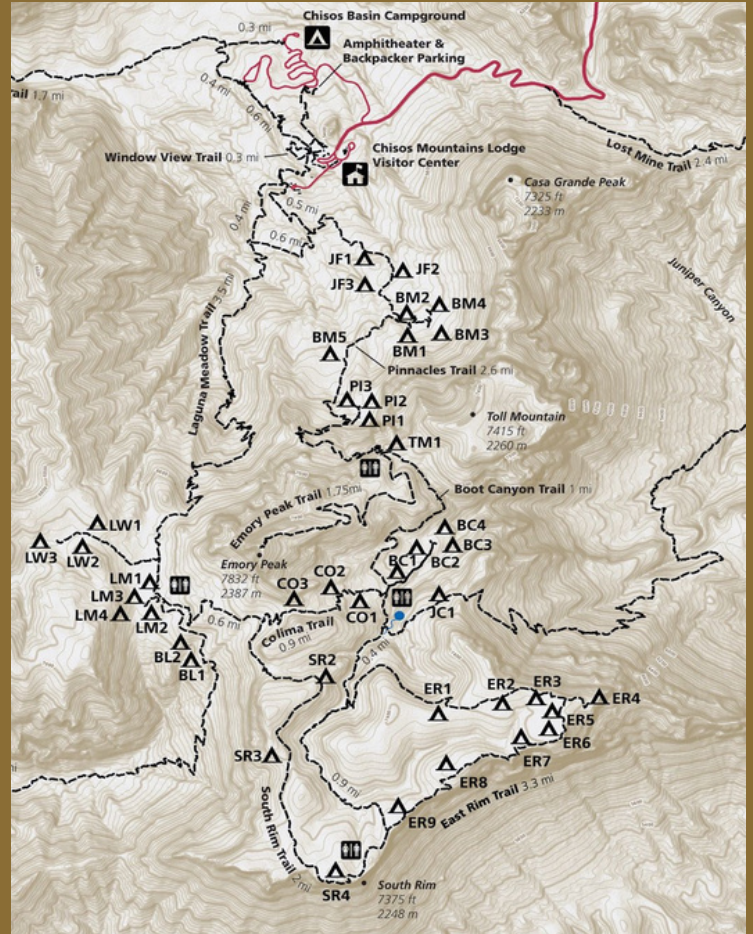 Chisos Basin Campground
0.3 mi
Amphitheater &
Backpacker Parking
ail 1.7 mi
0.4 mi
0.6 mi
Window View Trail 0.3 mi
Chisos Mountains Lodge
Visitor Center
Lost Mine Trail 2.4 mi
Casa Grande Peak
7325 ft
2233 m
0.5 mi
0.4 mi
0.6 mi
JF1
JF2
JF3
Juniper Canyon
BM2
BM4
BM3
BM1
BM5
Laguna Meadow Trail 3.5 mi
Pinnacles Trail 2.6 mi
PI3
PI2
PI1
Toll Mountain
7415 ft
2260 m
TM1
Emory Peak Trail 1.75mi
Boot Canyon Trail 1 mi
LW1
LW3
LW2
BC4
BC3
BC1
BC2
Emory Peak
7832 ft
2387 m
LM1
LM3
LM4
LM2
CO2
CO3
CO1
JC1
0.6 mi
Colima Trail
0.9 mi
0.4 mi
BL2
BL1
SR2
ER1
ER2
ER3
ER4
ER5
ER6
ER7
SR3
ER8
East Rim Trail 3.3 mi
0.9 mi
ER9
South Rim Trail 2 mi
mi
SR4
South Rim
7375 ft
2248 m